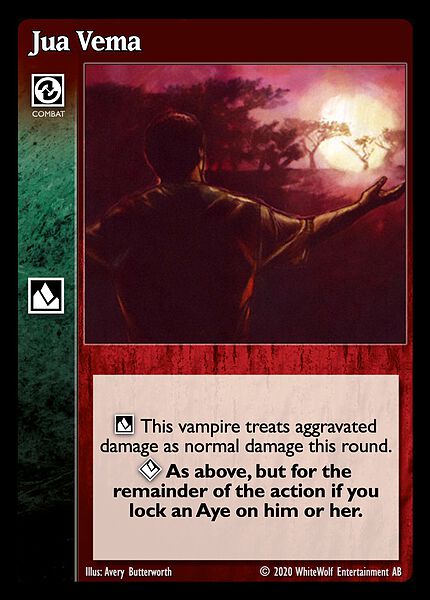 Jua Vema
COMBAT
This vampire treats aggravated
damage as normal damage this round.
As above, but for the
remainder of the action if you
lock an Aye on him or her.
Illus: Avery Butterworth
© 2020 WhiteWolf Entertainment AB